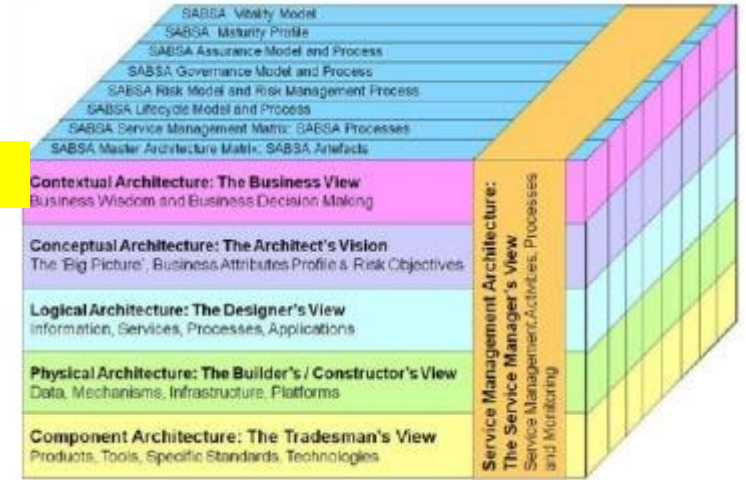 SABSA Vitality Model
SABSA Maturity Profile
SABSA Assurance Model and Process
SABSA Governance Model and Process
SABSA Risk Model and Risk Management Process
SABSA Lifecycle Model and Process
SABSA Service Management Matrix: SABSA Processes
SABSA Master Architecture Matrix: SABSA Artefacts
Contextual Architecture: The Business View
Business Wisdom and Business Decision Making
Conceptual Architecture: The Architect's Vision
The 'Big Picture', Business Attributes Profile & Risk Objectives
Logical Architecture: The Designer's View
Information, Services, Processes, Applications
Physical Architecture: The Builder's / Constructor's View
Data, Mechanisms, Infrastructure, Platforms
Component Architecture: The Tradesman's View
Products, Tools, Specific Standards, Technologies
Service Management Architecture:
The Service Manager's View
Service Management Activities, Processes
and Monitoring